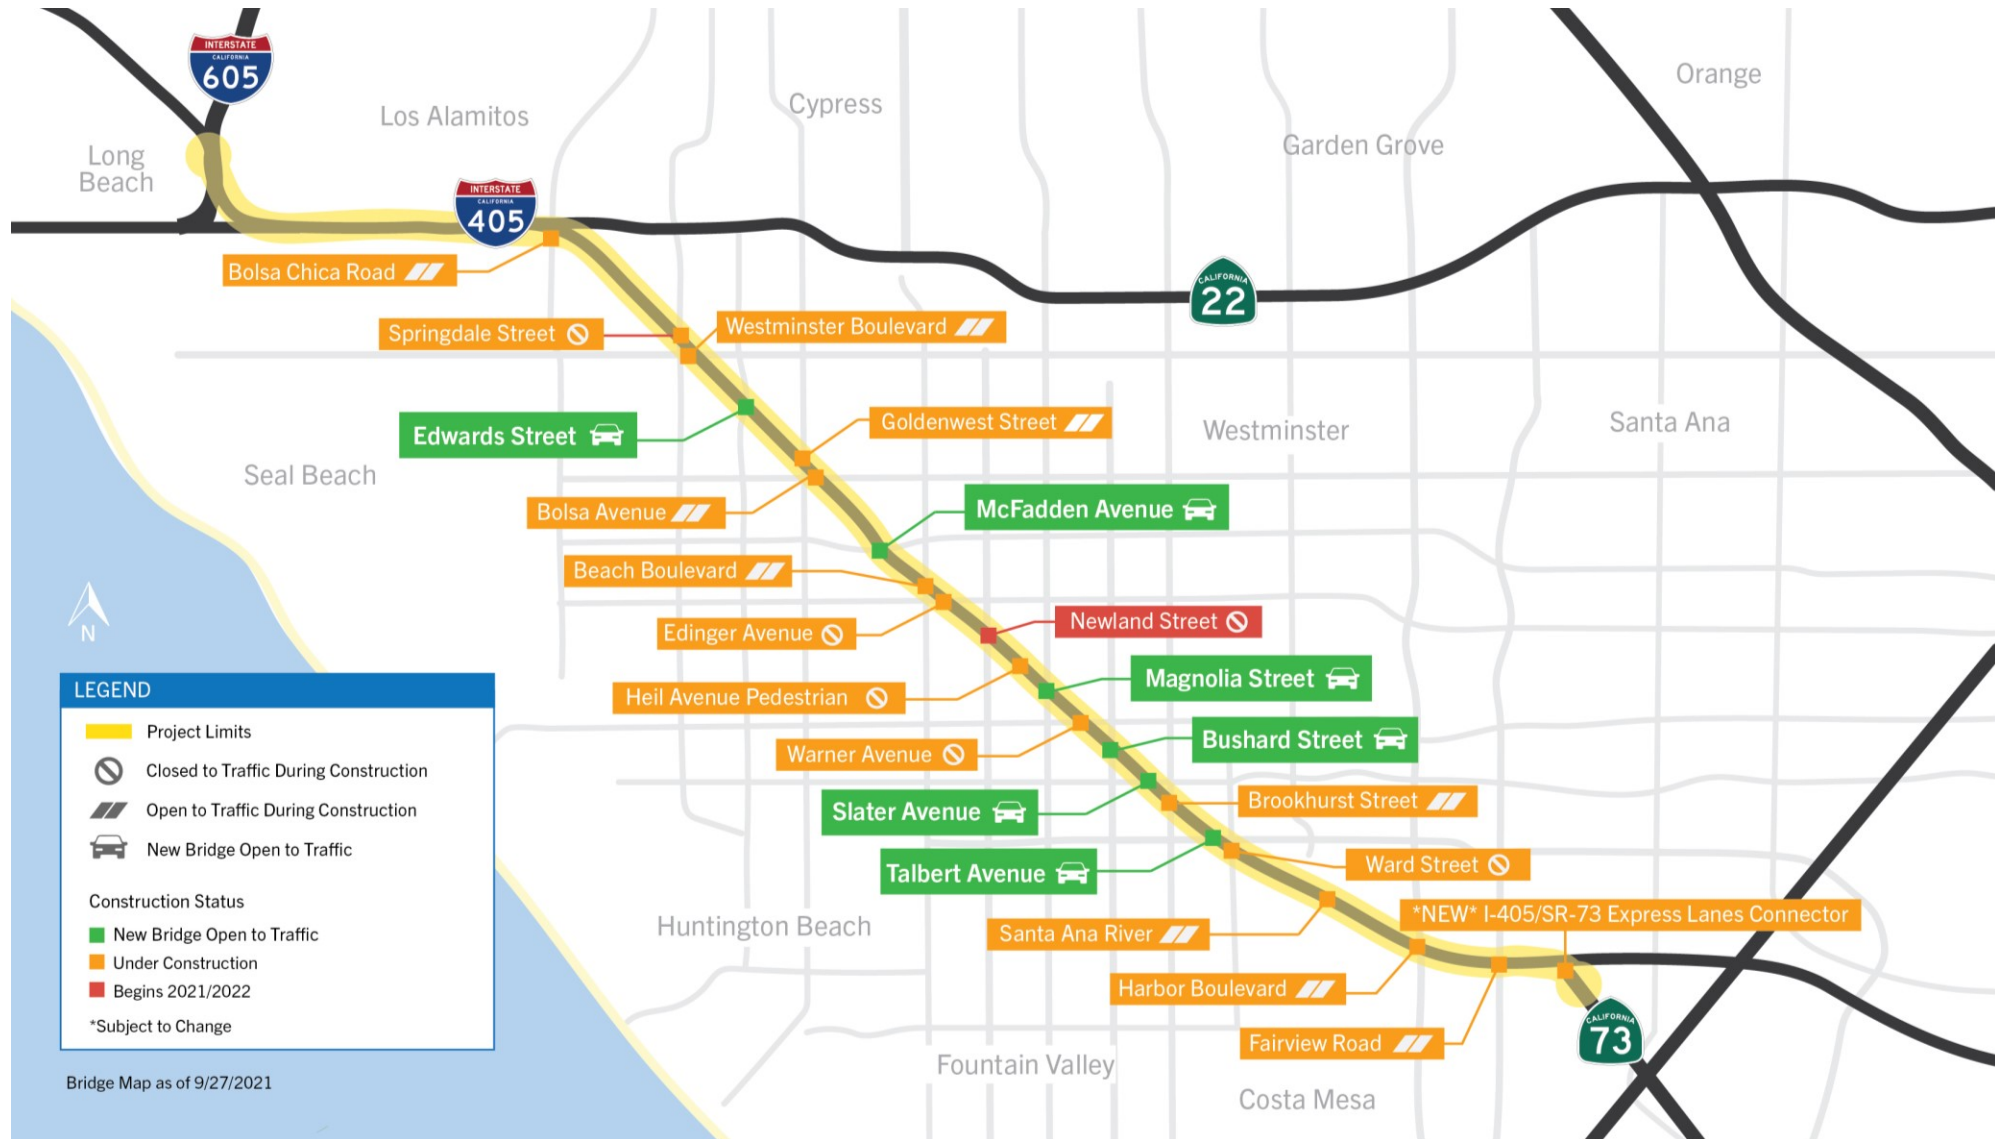 INTERSTATE
CALIFORNIA
605
Orange
Los Alamitos
Cypress
Garden Grove
Long
Beach
INTERSTATE
CALIFORNIA
405
Bolsa Chica Road
CALIFORNIA
22
Springdale Street
Westminster Boulevard
Edwards Street
Goldenwest Street
Westminster
Santa Ana
Seal Beach
Bolsa Avenue
McFadden Avenue
Beach Boulevard
N
Edinger Avenue
Newland Street
Heil Avenue Pedestrian
Magnolia Street
Warner Avenue
Bushard Street
Slater Avenue
Brookhurst Street
Talbert Avenue
Ward Street
Huntington Beach
Santa Ana River
*NEW* I-405/SR-73 Express Lanes Connector
Harbor Boulevard
Fairview Road
CALIFORNIA
73
Fountain Valley
Costa Mesa
LEGEND
Project Limits
Closed to Traffic During Construction
Open to Traffic During Construction
New Bridge Open to Traffic
Construction Status
New Bridge Open to Traffic
Under Construction
Begins 2021/2022
*Subject to Change
Bridge Map as of 9/27/2021